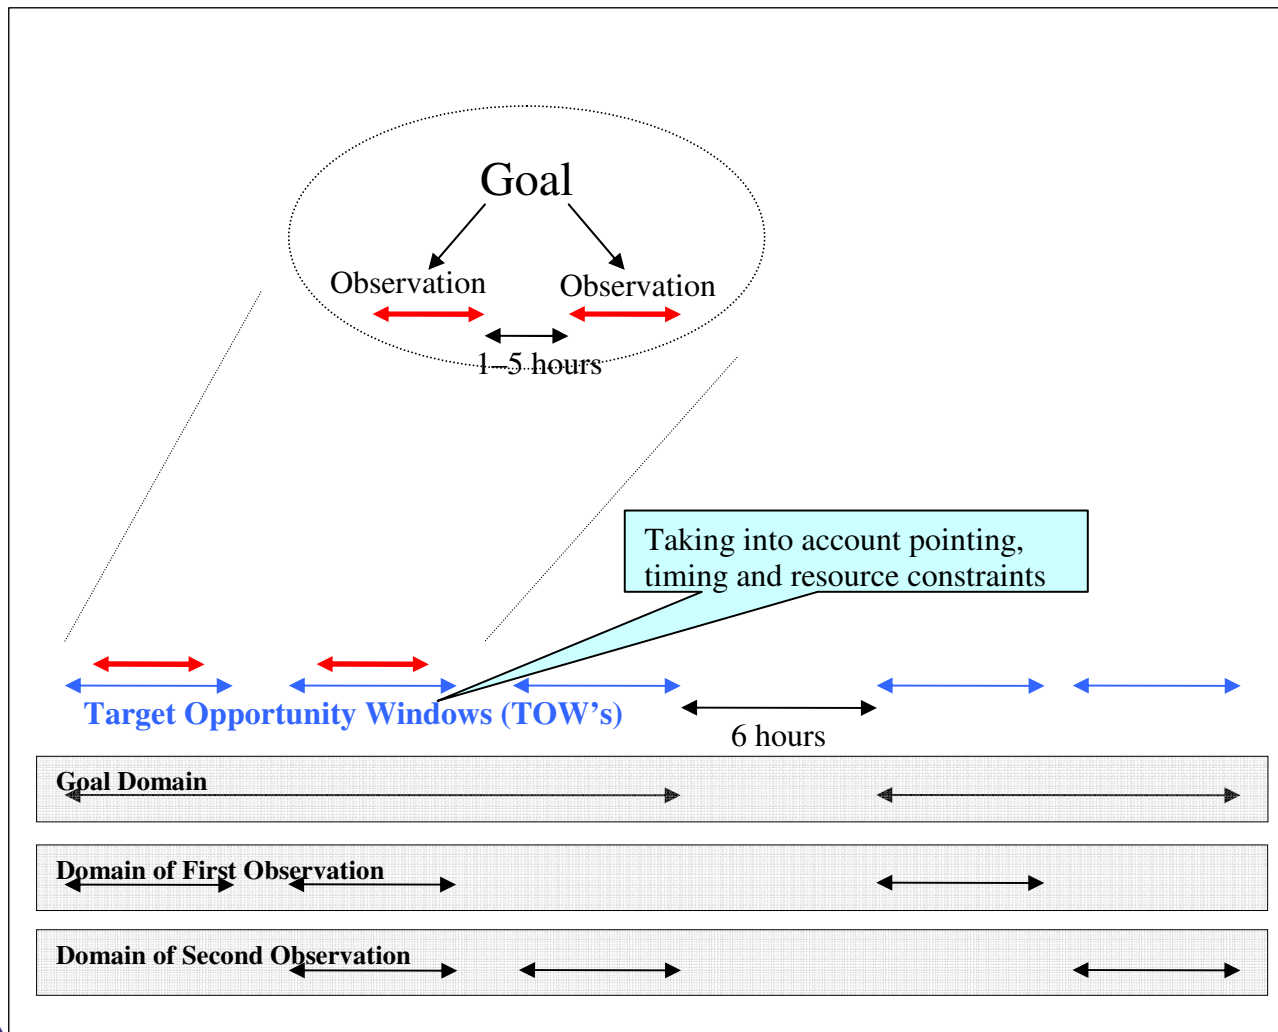 Goal
Observation
Observation
1–5 hours
Taking into account pointing,
timing and resource constraints
Target Opportunity Windows (TOW’s)
6 hours
Goal Domain
Domain of First Observation
Domain of Second Observation